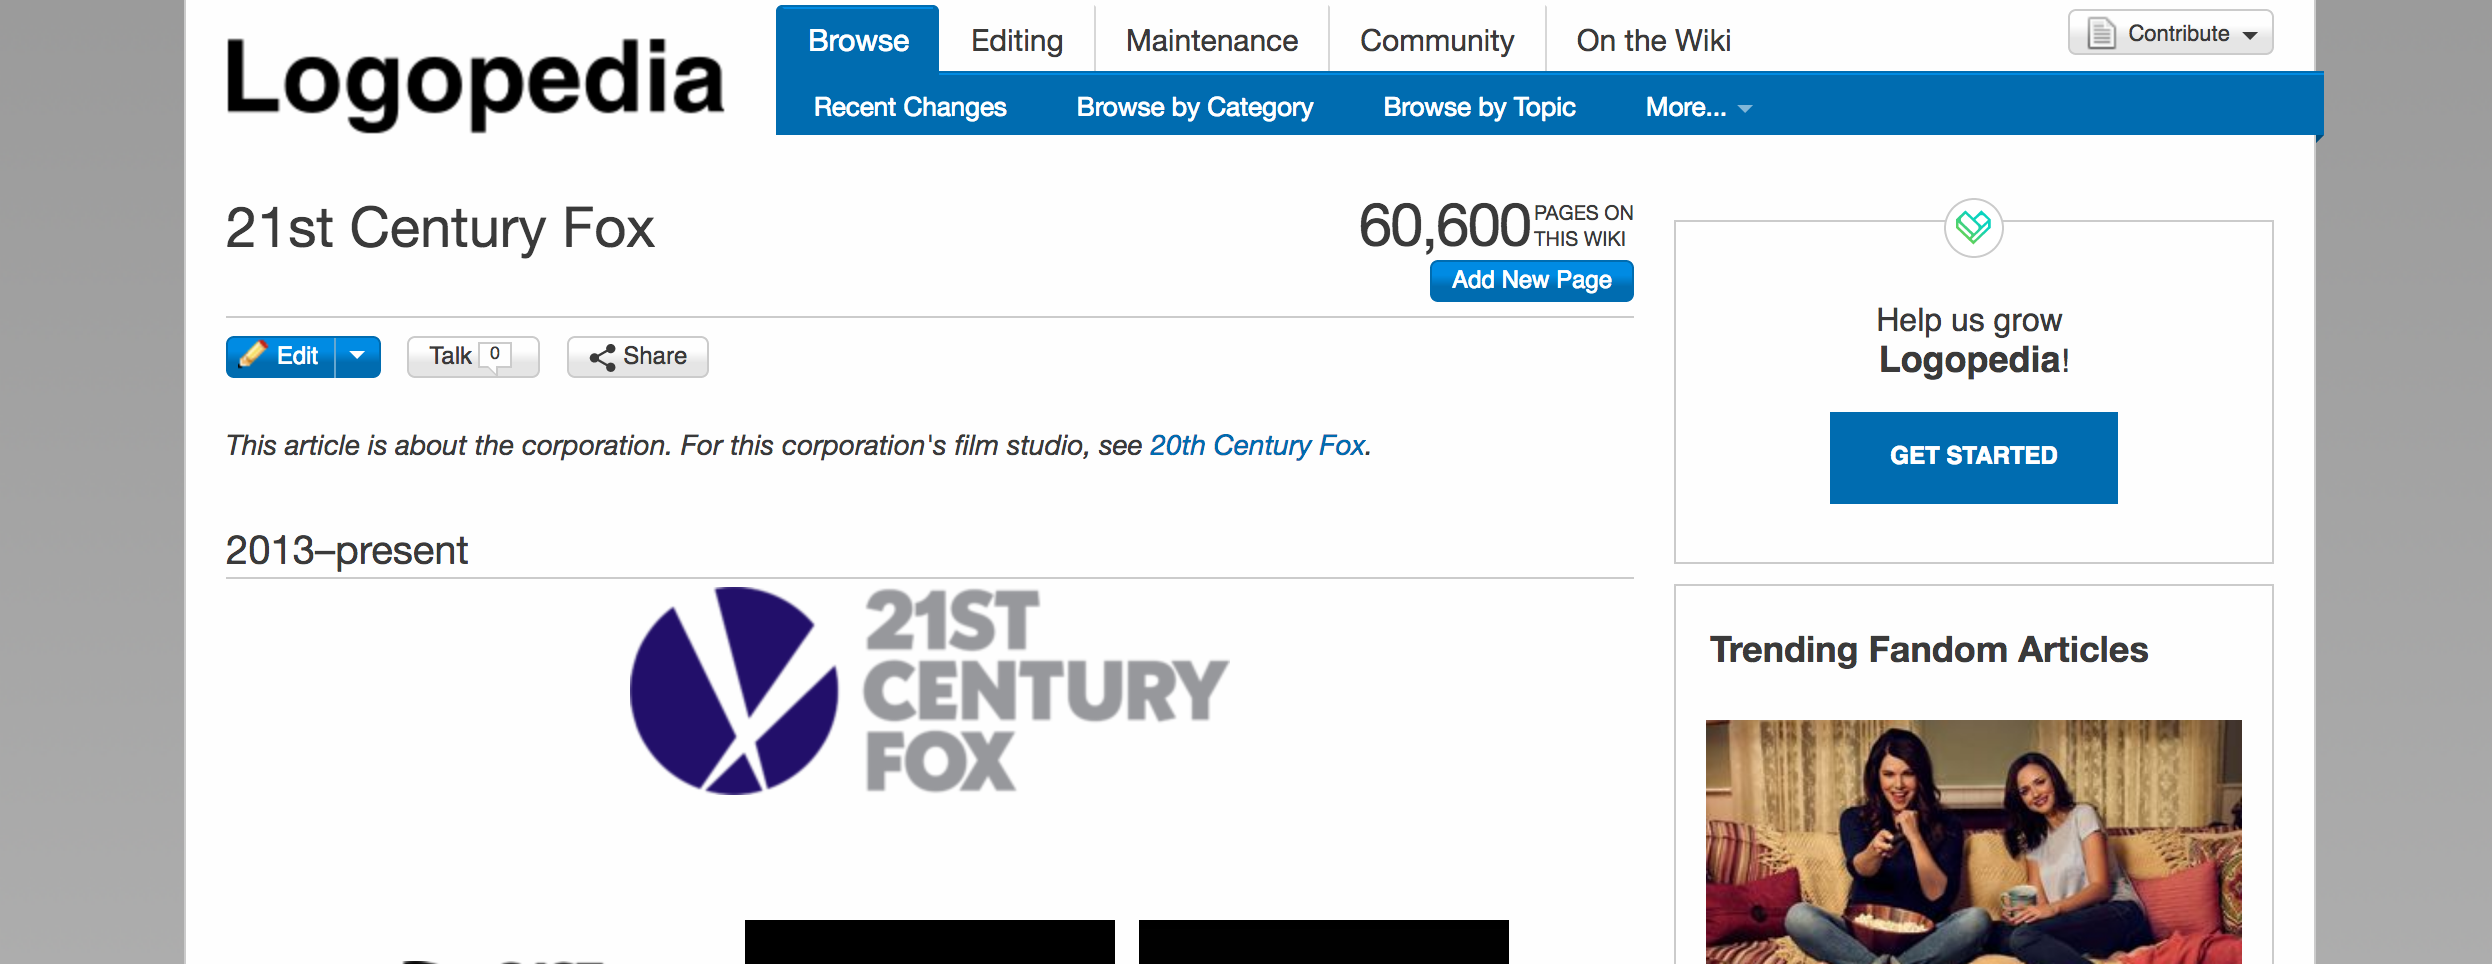 Logopedia
Browse
Editing
Maintenance
Community
On the Wiki
Contribute
Recent Changes
Browse by Category
Browse by Topic
More...
21st Century Fox
60,600
PAGES ON
THIS WIKI
Add New Page
Edit
Talk 0
Share
This article is about the corporation. For this corporation's film studio, see 20th Century Fox.
2013–present
21ST
CENTURY
FOX
Help us grow
Logopedia!
GET STARTED
Trending Fandom Articles